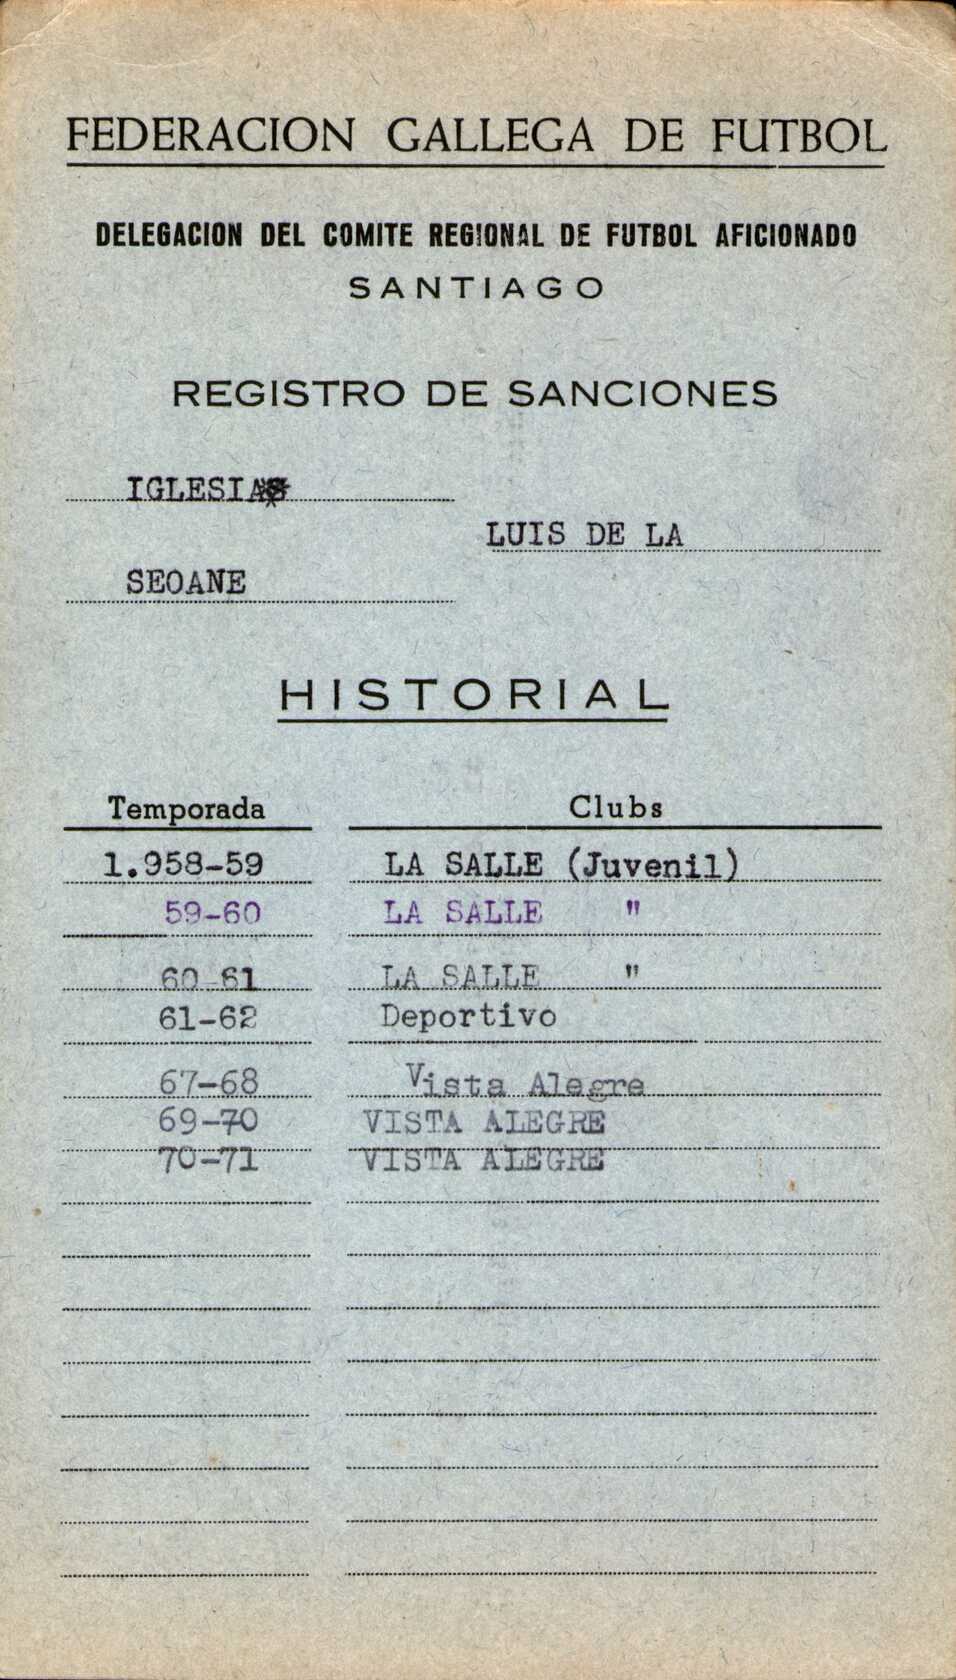 FEDERACION GALLEGA DE FUTBOL
DELEGACION DEL COMITE REGIONAL DE FUTBOL AFICIONADO
SANTIAGO
REGISTRO DE SANCIONES
IGLESIA
LUIS DE LA
SEOANE
HISTORIAL
Temporada Clubs
1.958-59 LA SALLE (Juvenil)
59-60 LA SALLE "
60-61 LA SALLE "
61-62 Deportivo
67-68 Vista Alegre
69-70 VISTA ALEGRE
70-71 VISTA ALEGRE